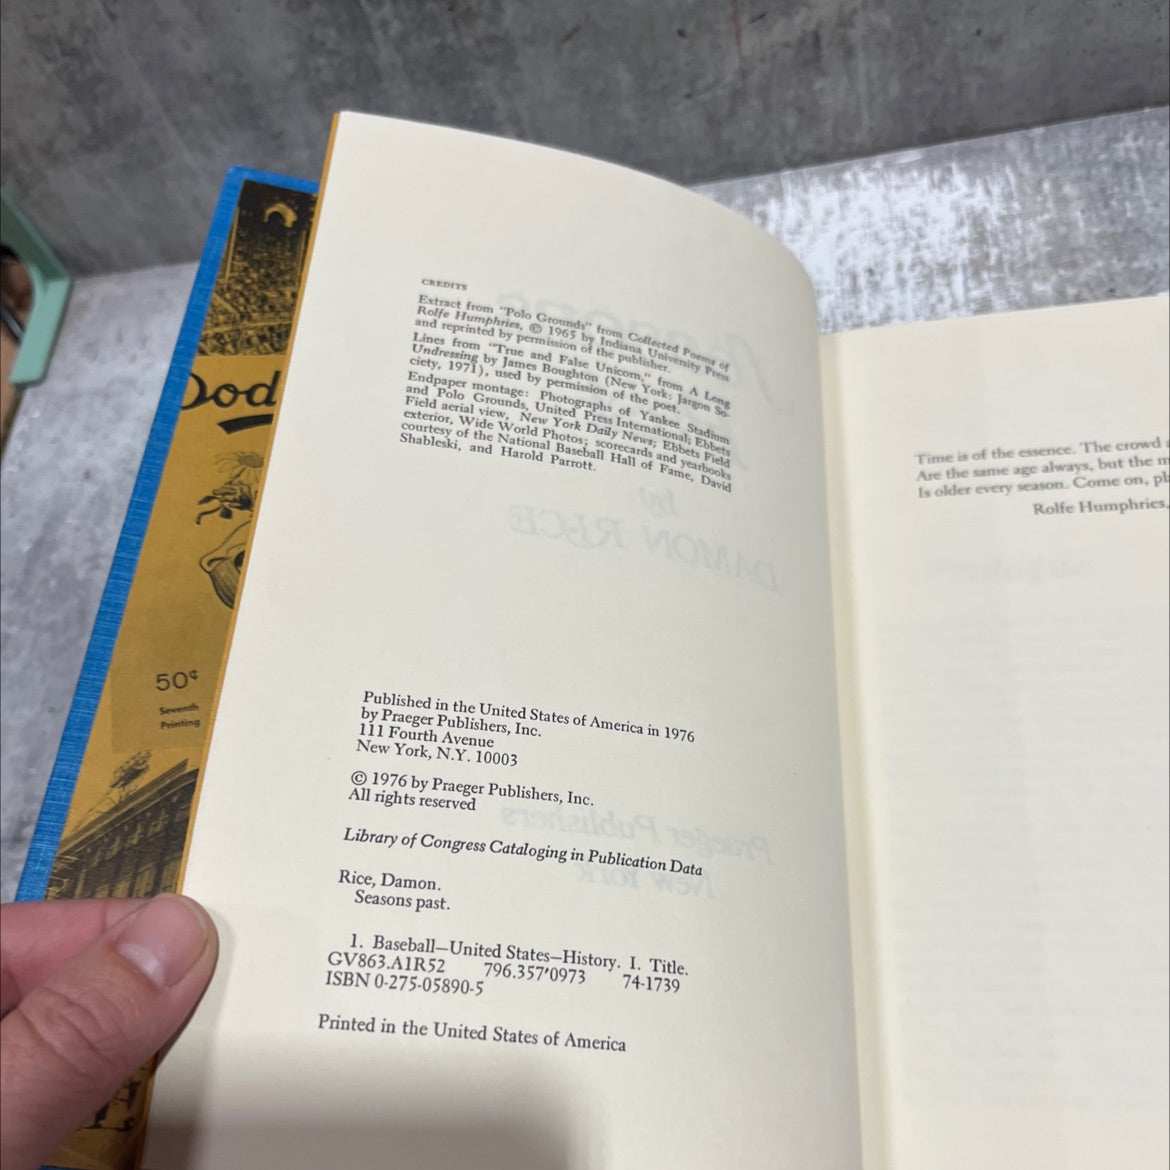 CREDITS
Extract from "Polo Grounds" from Collected Poems of
Rolfe Humphries, © 1965 by Indiana University Press
and reprinted by permission of the publisher.
Lines from "True and False Unicorn," from A Long
Undressing by James Boughton (New York: Jargon So-
ciety, 1971), used by permission of the poet.
Endpaper montage: Photographs of Yankee Stadium
and Polo Grounds, United Press International; Ebbets
Field aerial view, New York Daily News; Ebbets Field
exterior, Wide World Photos; scorecards and yearbooks
courtesy of the National Baseball Hall of Fame, David
Shableski, and Harold Parrott.
by
DAMON RICE
Published in the United States of America in 1976
by Praeger Publishers, Inc.
111 Fourth Avenue
New York, N.Y. 10003
© 1976 by Praeger Publishers, Inc.
All rights reserved
Praeger Publishers
New York
Library of Congress Cataloging in Publication Data
Rice, Damon.
Seasons past.
1. Baseball—United States—History. I. Title.
GV863.A1R52 796.357'0973 74-1739
ISBN 0-275-05890-5
Printed in the United States of America
Dod
50¢
Seventh
Printing
Time is of the essence. The crowd
Are the same age always, but the
Is older every season. Come on,
Rolfe Humphries,